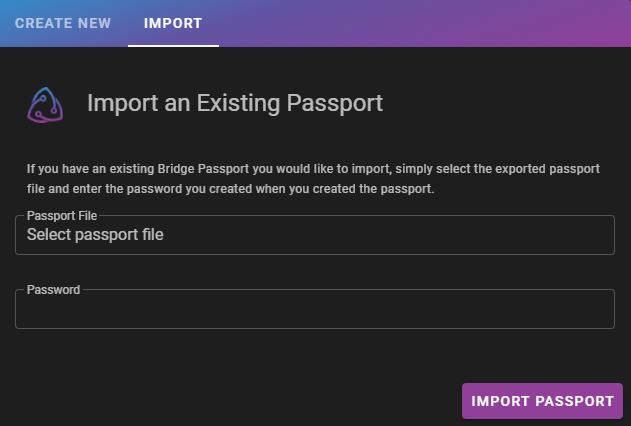 CREATE NEW
IMPORT
Import an Existing Passport
If you have an existing Bridge Passport you would like to import, simply select the exported passport
file and enter the password you created when you created the passport.
Passport File
Select passport file
Password
IMPORT PASSPORT